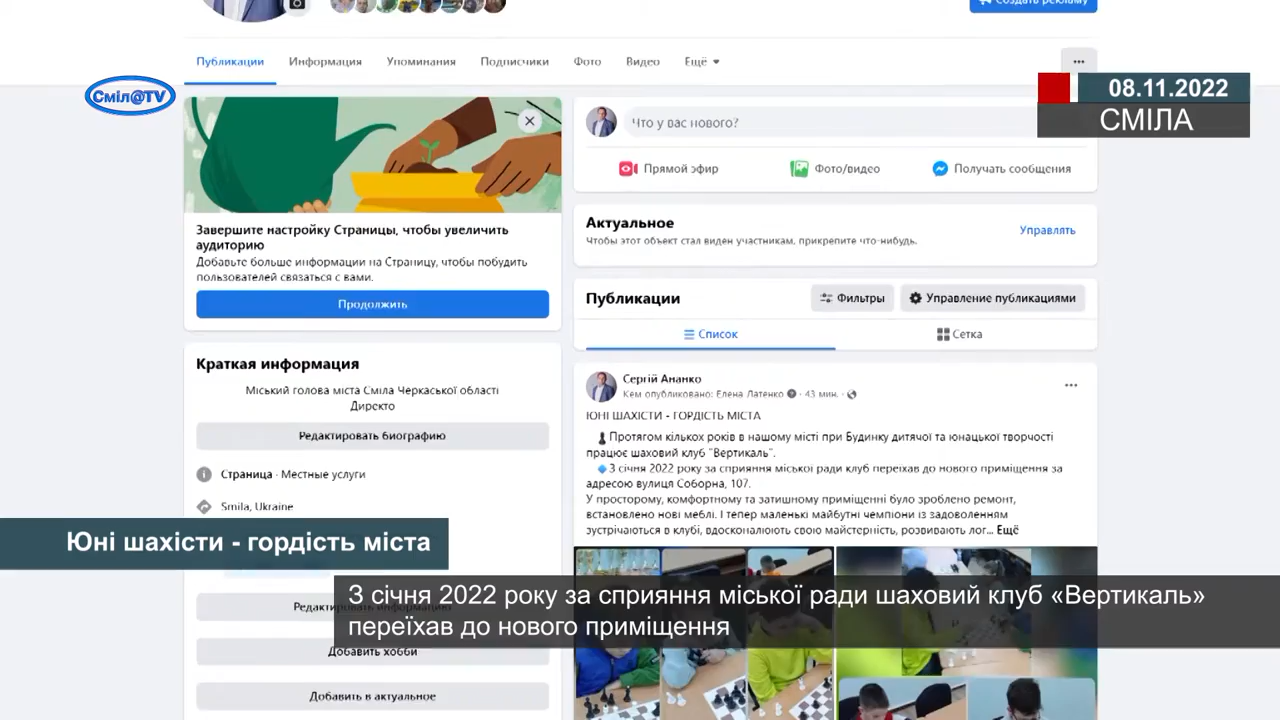 Создать рекламу
Публикации
Информация
Упоминания
Подписчики
Фото
Видео
Ещё
Сміл@TV
08.11.2022
СМІЛА
Завершите настройку Страницы, чтобы увеличить
аудиторию
Добавьте больше информации на Страницу, чтобы побудить
пользователей связаться с вами.
Продолжить
Краткая информация
Міський голова міста Сміла Черкаської області
Директо
Редактировать биографию
Страница · Местные услуги
Smila, Ukraine
Редактировать информацию
Добавить хобби
Добавить в актуальное
Что у вас нового?
Прямой эфир
Фото/видео
Получать сообщения
Актуальное
Чтобы этот объект стал виден участникам, прикрепите что-нибудь.
Управлять
Публикации
Фильтры
Управление публикациями
Список
Сетка
Сергій Ананко
Кем опубликовано: Елена Латенко · 43 мин. ·
ЮНІ ШАХІСТИ - ГОРДІСТЬ МІСТА
Протягом кількох років в нашому місті при Будинку дитячої та юнацької творчості
працює шаховий клуб "Вертикаль".
З січня 2022 року за сприяння міської ради клуб переїхав до нового приміщення за
адресою вулиця Соборна, 107.
У просторому, комфортному та затишному приміщенні було зроблено ремонт,
встановлено нові меблі. І тепер маленькі майбутні чемпіони із задоволенням
зустрічаються в клубі, вдосконалюють свою майстерність, розвивають лог... Ещё
Юні шахісти - гордість міста
З січня 2022 року за сприяння міської ради шаховий клуб «Вертикаль»
переїхав до нового приміщення